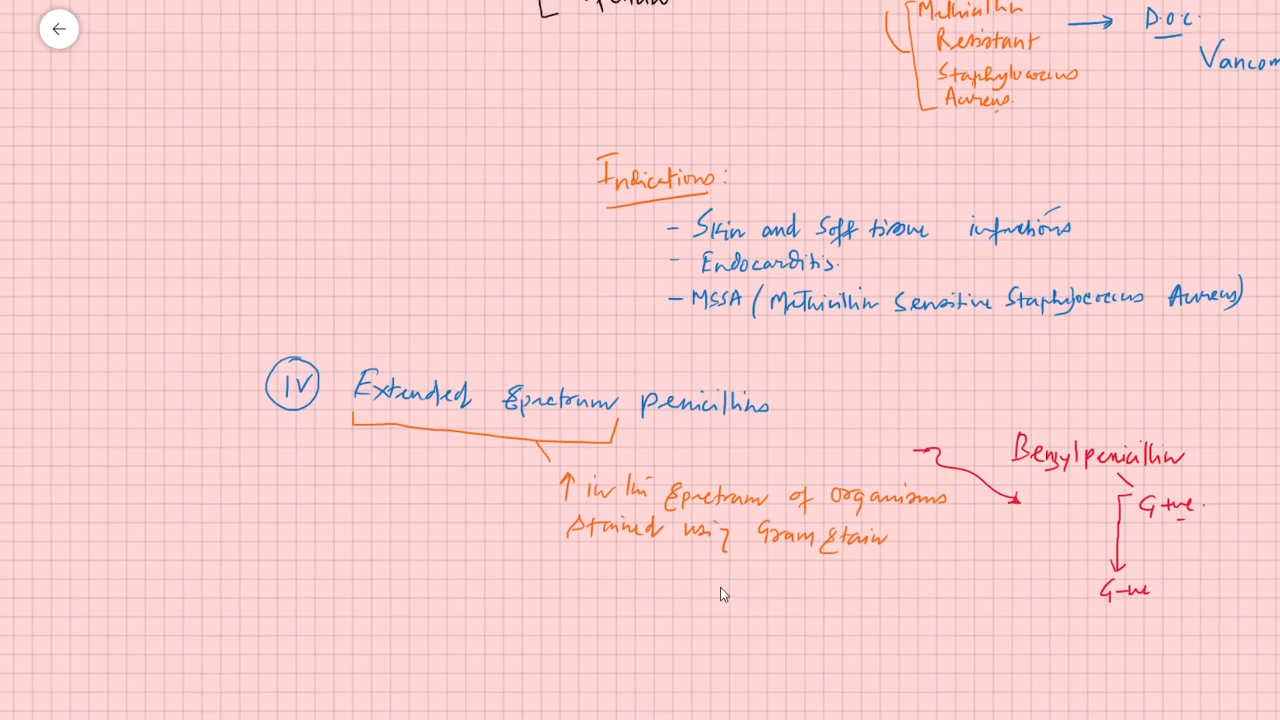 Methicillin
Resistant
Staphylococcus
Aureus.
→ D.O.C.
Vancom
Indications:
- Skin and Soft tissue infections
- Endocarditis.
- MSSA (Methicillin Sensitive Staphylococcus Aureus)
IV Extended Spectrum penicillins
↑ in the Spectrum of organisms
stained using Gram stain
Benzylpenicillin
G+ve.
G-ve